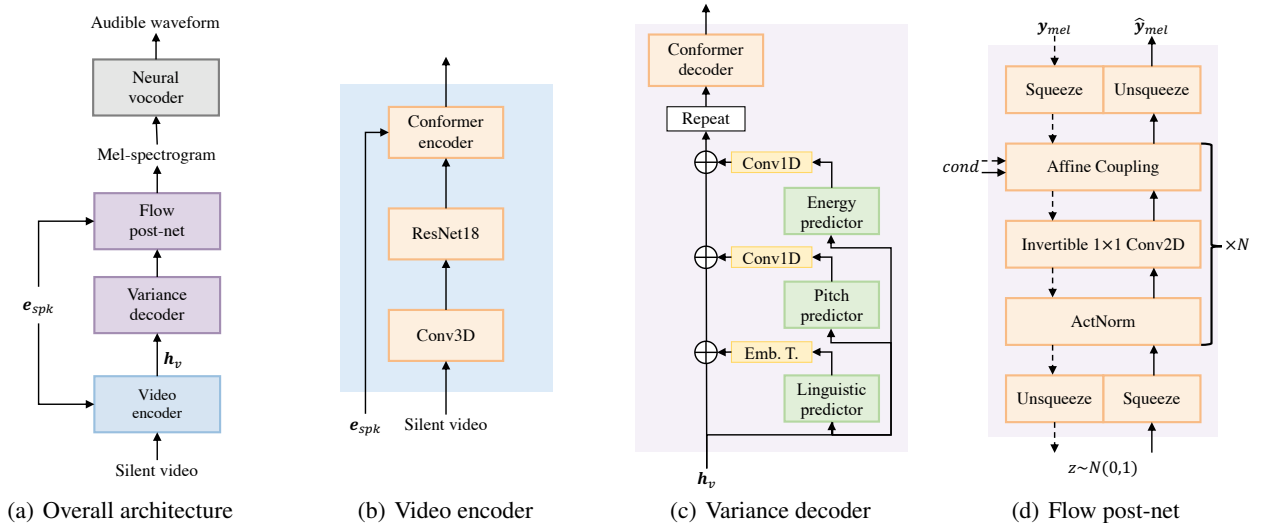 Audible waveform
Neural
vocoder
Mel-spectrogram
Flow
post-net
e_spk
Variance
decoder
h_v
Video
encoder
Silent video
(a) Overall architecture
Conformer
encoder
ResNet18
Conv3D
e_spk
Silent video
(b) Video encoder
Conformer
decoder
Repeat
Conv1D
Energy
predictor
Conv1D
Pitch
predictor
Emb. T.
Linguistic
predictor
h_v
(c) Variance decoder
y_mel ŷ_mel
Squeeze Unsqueeze
cond
Affine Coupling
Invertible 1×1 Conv2D
×N
ActNorm
Unsqueeze Squeeze
z~N(0,1)
(d) Flow post-net